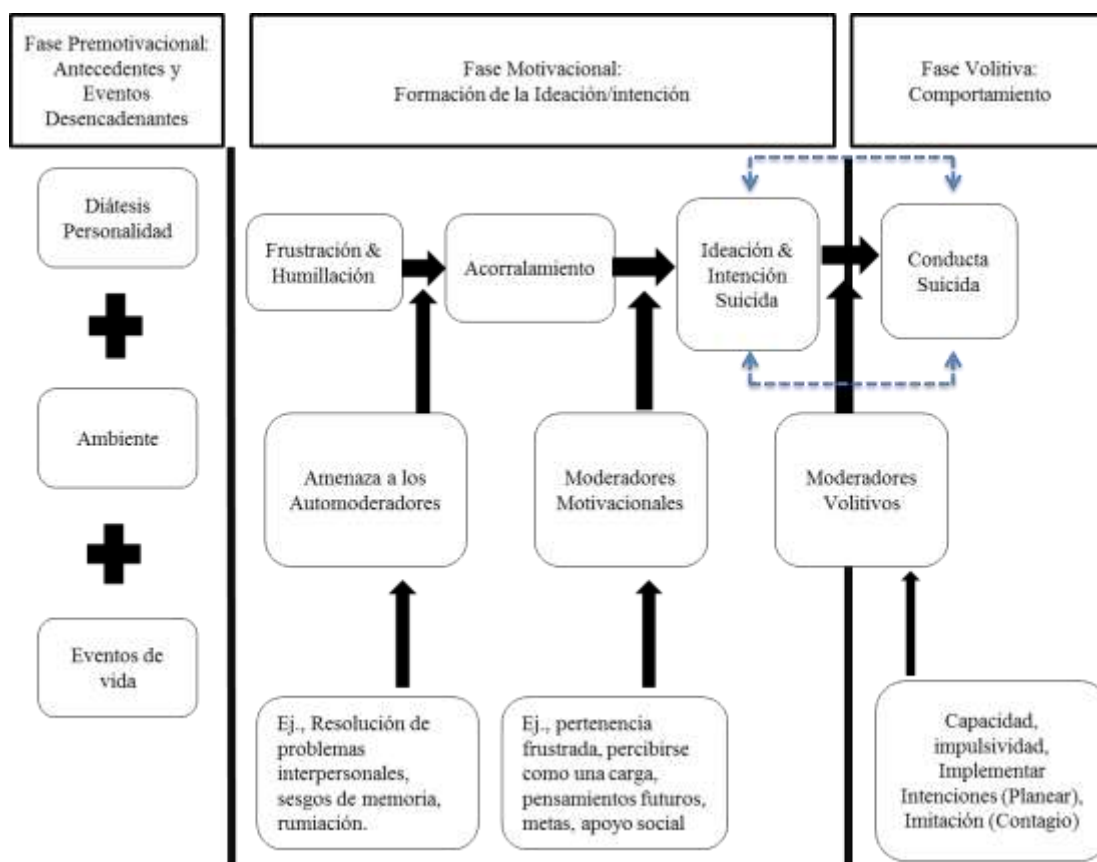 Fase Premotivacional:
Antecedentes y
Eventos
Desencadenantes
Fase Motivacional:
Formación de la Ideación/intención
Fase Volitiva:
Comportamiento
Diátesis
Personalidad
Frustración &
Humillación
Acorralamiento
Ideación &
Intención
Suicida
Conducta
Suicida
Ambiente
Amenaza a los
Automoderadores
Moderadores
Motivacionales
Moderadores
Volitivos
Eventos de
vida
Ej., Resolución de
problemas
interpersonales,
sesgos de memoria,
rumiación.
Ej., pertenencia
frustrada, percibirse
como una carga,
pensamientos futuros,
metas, apoyo social
Capacidad,
impulsividad,
Implementar
Intenciones (Planear),
Imitación (Contagio)